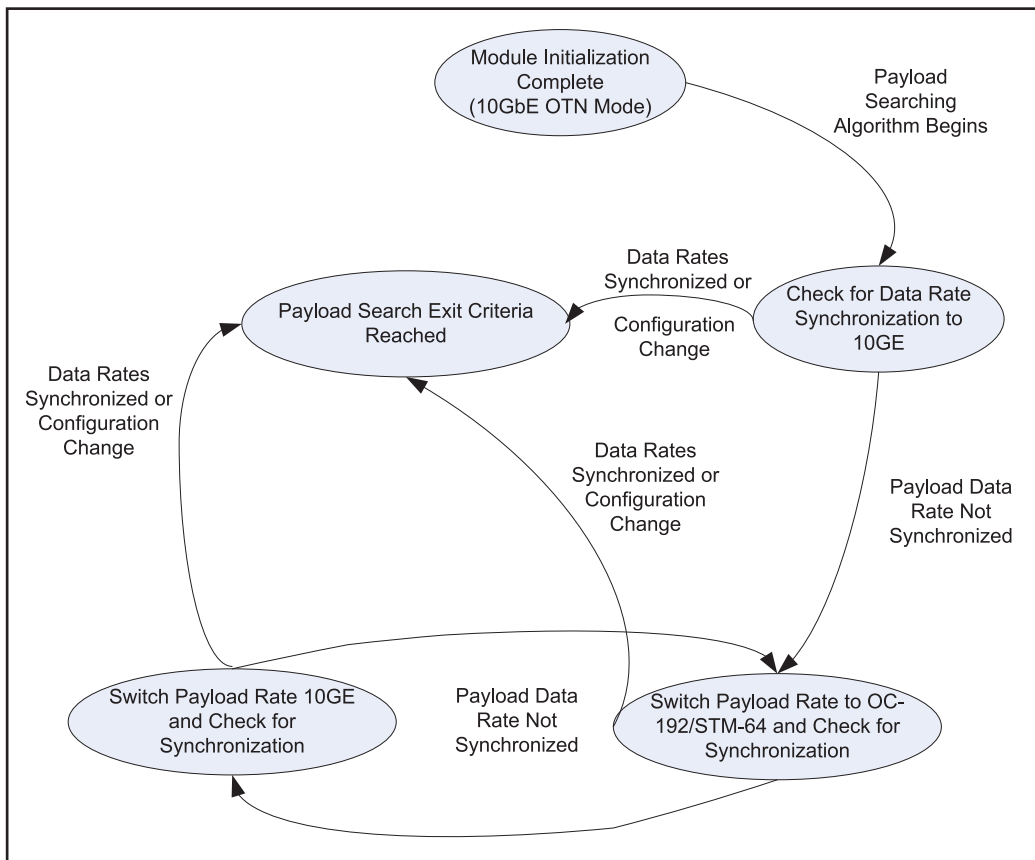 Module Initialization
Complete
(10GbE OTN Mode)
Payload
Searching
Algorithm Begins
Data Rates
Synchronized or
Configuration
Change
Check for Data Rate
Synchronization to
10GE
Payload Search Exit Criteria
Reached
Data Rates
Synchronized or
Configuration
Change
Data Rates
Synchronized or
Configuration
Change
Payload Data
Rate Not
Synchronized
Switch Payload Rate 10GE
and Check for
Synchronization
Payload Data
Rate Not
Synchronized
Switch Payload Rate to OC-
192/STM-64 and Check for
Synchronization